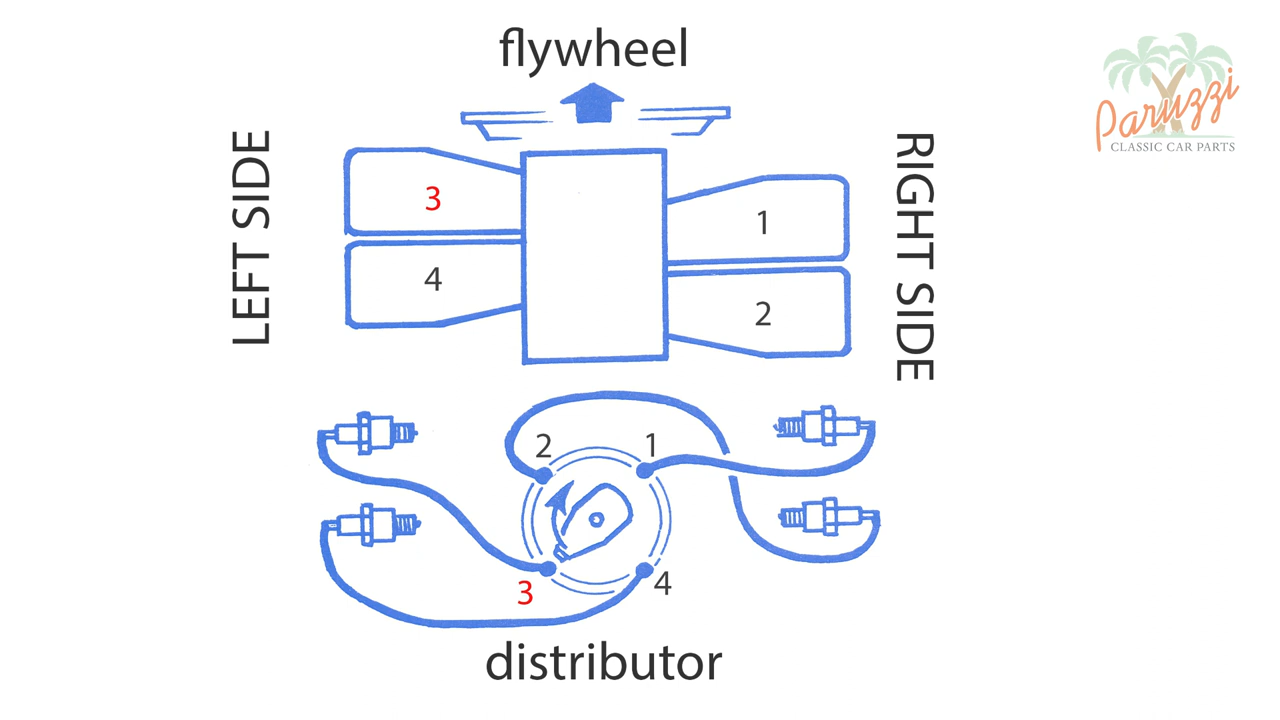 flywheel
Paruzzi
CLASSIC CAR PARTS
LEFT SIDE
RIGHT SIDE
3
1
4
2
2
1
3
4
distributor